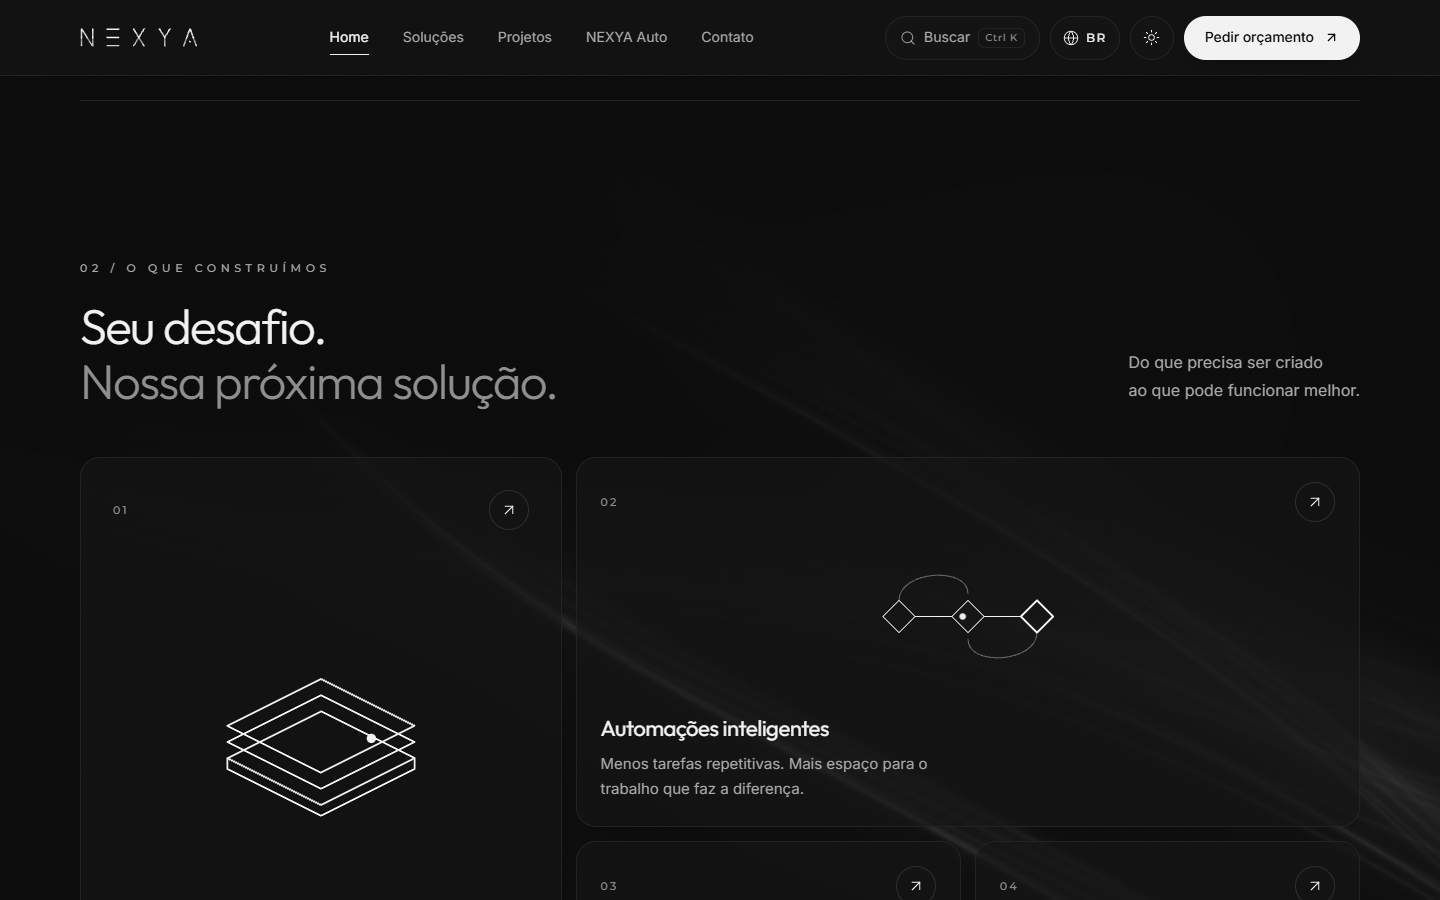 NEXYA
Home
Soluções
Projetos
NEXYA Auto
Contato
Buscar
Ctrl K
BR
Pedir orçamento
02 / O QUE CONSTRUÍMOS
Seu desafio.
Nossa próxima solução.
Do que precisa ser criado
ao que pode funcionar melhor.
01
02
Automações inteligentes
Menos tarefas repetitivas. Mais espaço para o
trabalho que faz a diferença.
03
04